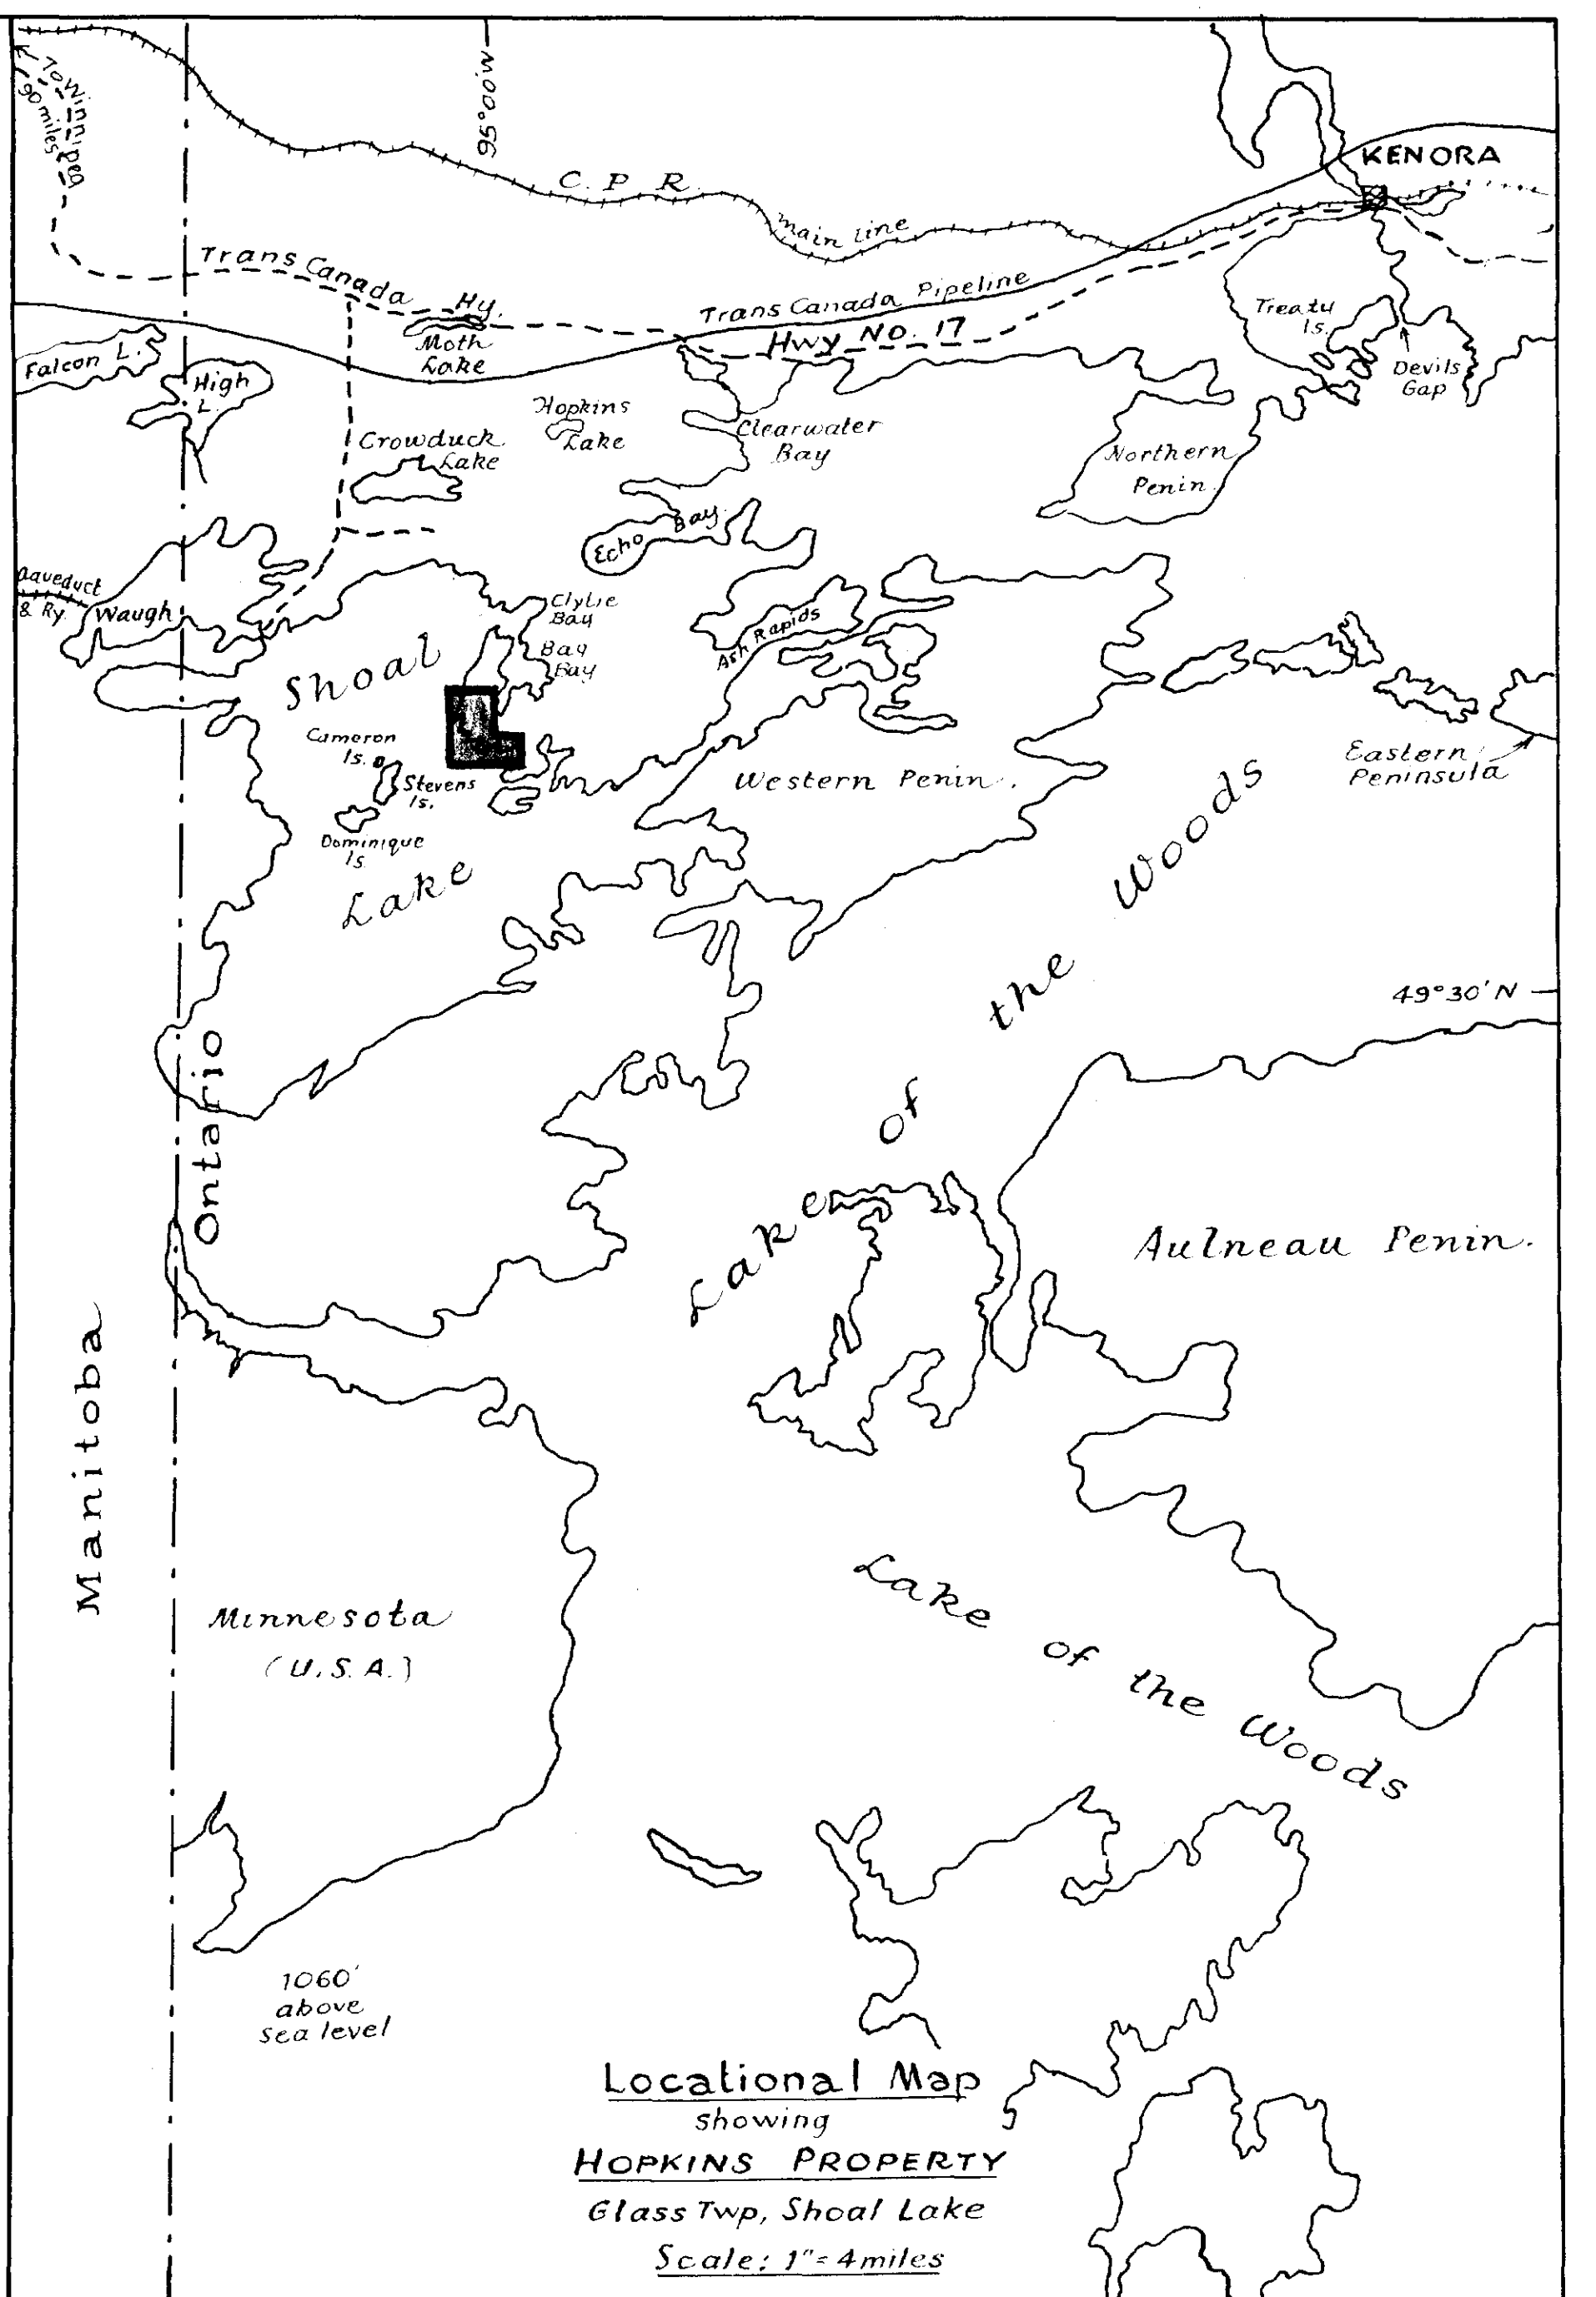 To Winnipeg
90 miles
95°00'W
C. P. R.
main line
KENORA
Trans Canada Hy.
Trans Canada Pipeline
Hwy No. 17
Treaty
Is.
Devils
Gap
Falcon L.
High
L.
Moth
Lake
Hopkins
Lake
Crowduck
Lake
Clearwater
Bay
Northern
Penin.
Echo Bay
Aqueduct
& Ry.
Waugh
Clytie
Bay
Bay
Bay
Ash Rapids
Shoal
Lake
Cameron
Is.
Stevens
Is.
Dominique
Is.
Western Penin.
Eastern
Peninsula
Lake of the Woods
49°30'N
Ontario
Manitoba
Aulneau Penin.
Minnesota
(U.S.A.)
Lake of the Woods
1060'
above
sea level
Locational Map
showing
HOPKINS PROPERTY
Glass Twp, Shoal Lake
Scale: 1"= 4 miles